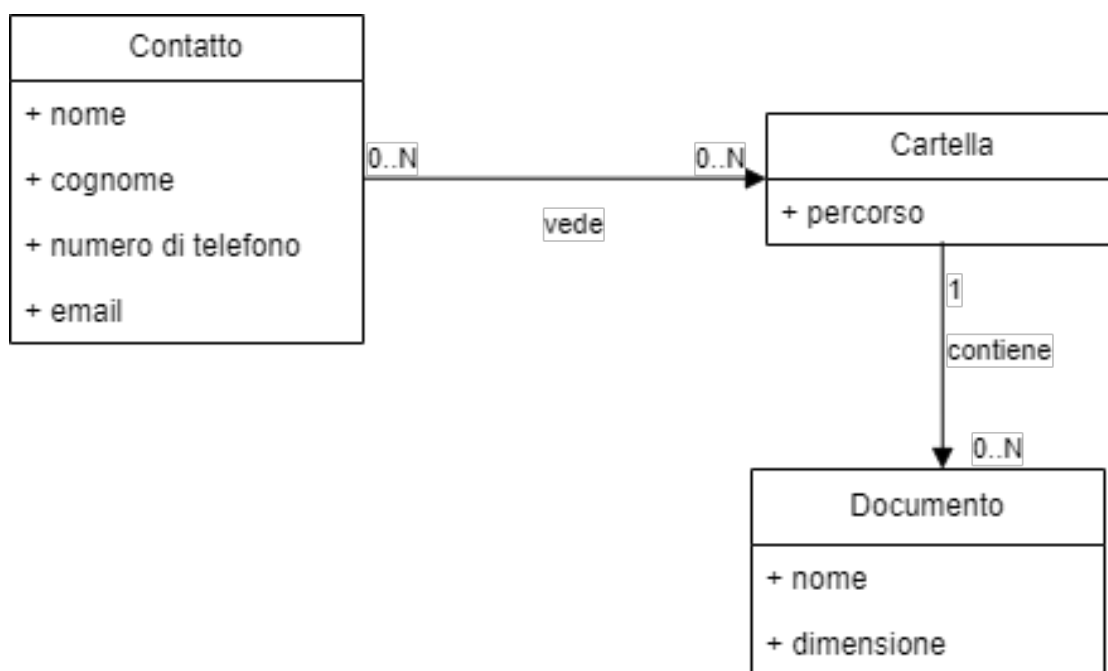 Contatto
+ nome
+ cognome
+ numero di telefono
+ email
0..N
0..N
vede
Cartella
+ percorso
1
contiene
0..N
Documento
+ nome
+ dimensione